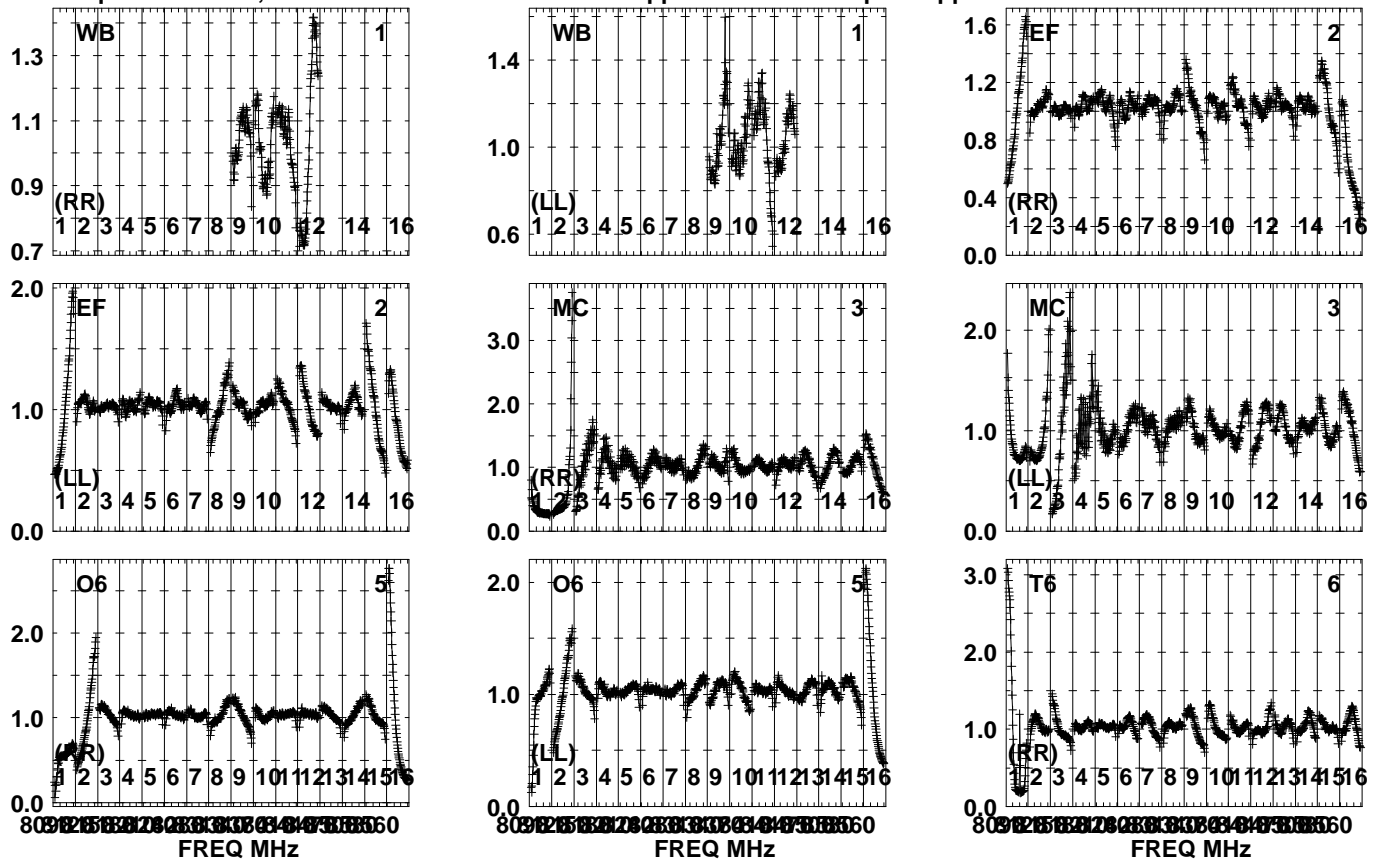 WB 1
1.3
1.1
0.9
0.7
(RR)
1 2 3 4 5 6 7 8 9 10 12 14 16
WB 1
1.4
1.0
0.6
(LL)
1 2 3 4 5 6 7 8 9 10 12 14 16
EF 2
1.6
1.2
0.8
0.4
0.0
(RR)
1 2 3 4 5 6 7 8 9 10 12 14 16
EF 2
2.0
1.0
0.0
(LL)
1 2 3 4 5 6 7 8 9 10 12 14 16
MC 3
3.0
2.0
1.0
0.0
(RR)
1 2 3 4 5 6 7 8 9 10 12 14 16
MC 3
2.0
1.0
0.0
(LL)
1 2 3 4 5 6 7 8 9 10 12 14 16
O6 5
2.0
1.0
0.0
(RR)
1 2 3 4 5 6 7 8 9 10 11 12 13 14 15 16
FREQ MHz
O6 5
2.0
1.0
0.0
(LL)
1 2 3 4 5 6 7 8 9 10 11 12 13 14 15 16
FREQ MHz
T6 6
3.0
2.0
1.0
0.0
(RR)
1 2 3 4 5 6 7 8 9 10 11 12 13 14 15 16
FREQ MHz